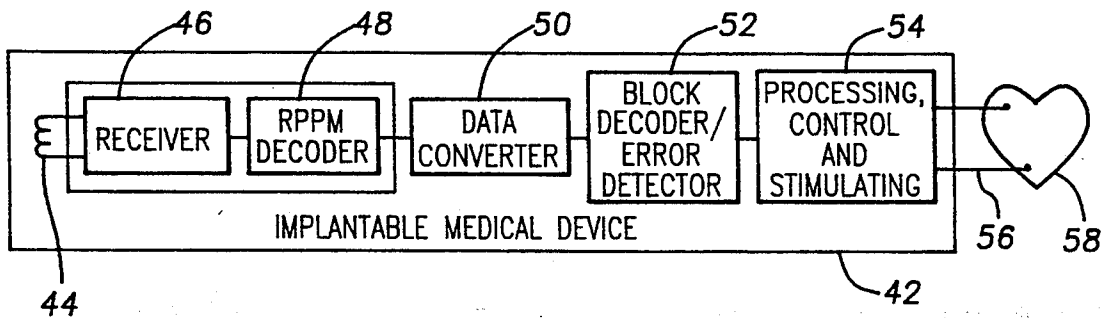 46
48
50
52
54
RECEIVER
RPPM
DECODER
DATA
CONVERTER
BLOCK
DECODER/
ERROR
DETECTOR
PROCESSING,
CONTROL
AND
STIMULATING
IMPLANTABLE MEDICAL DEVICE
44
42
56
58